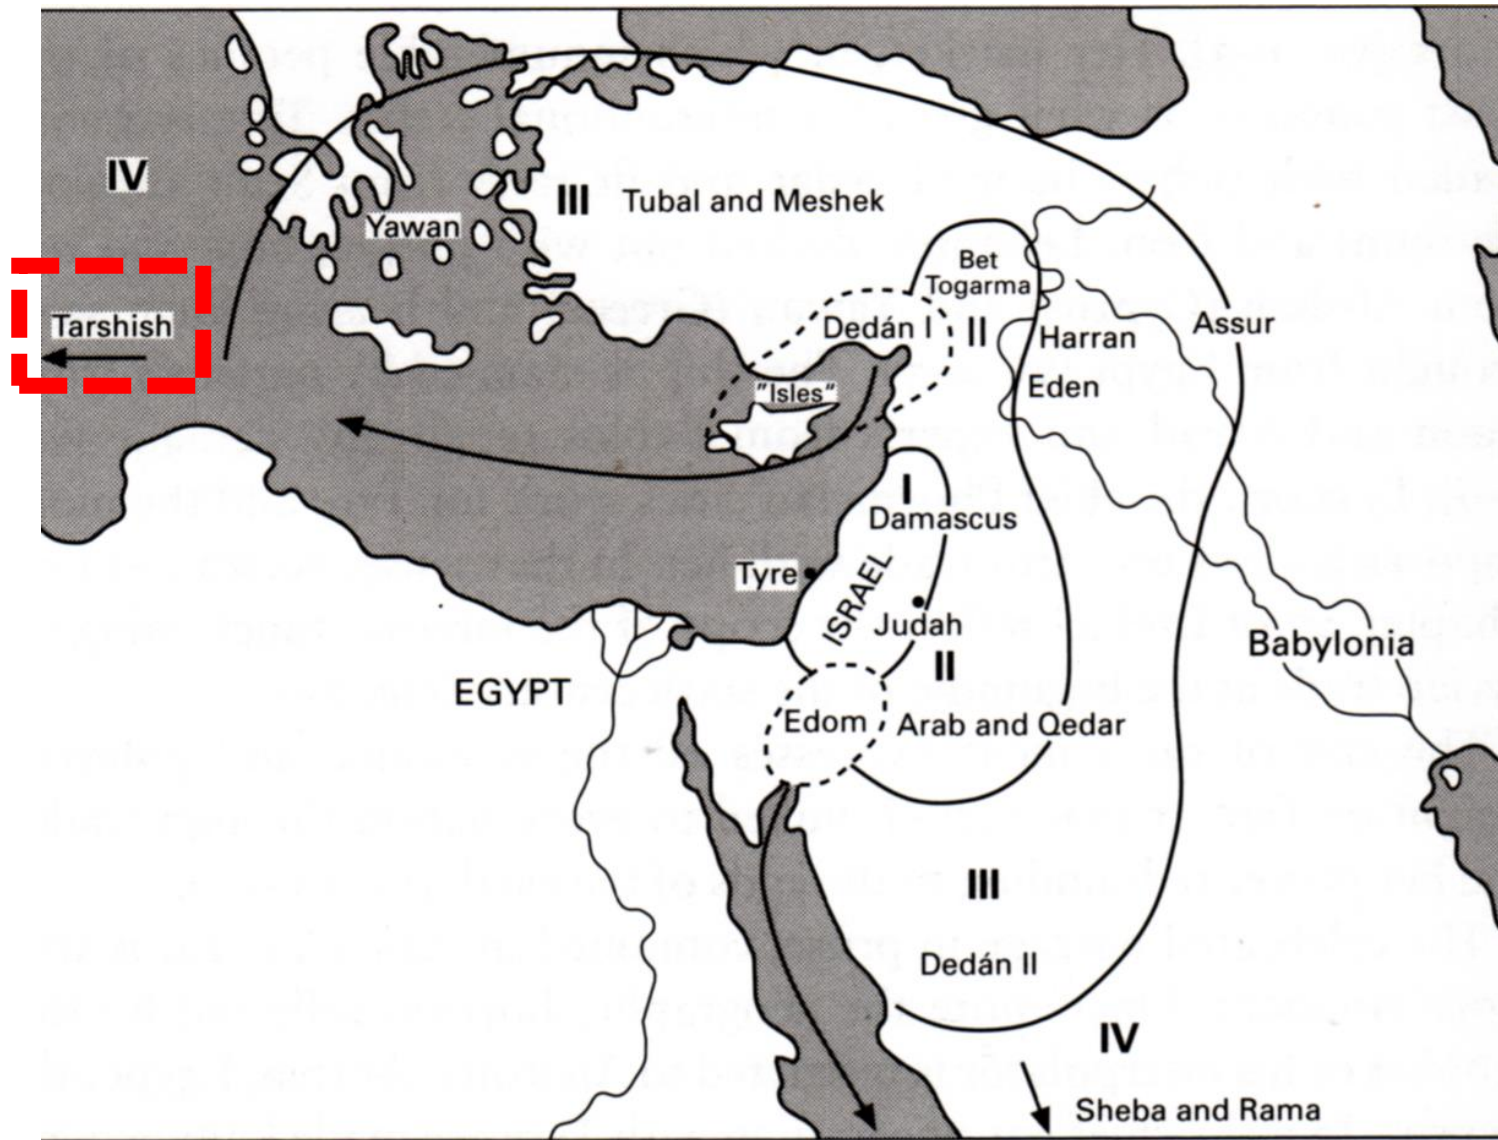 IV
Yawan
III Tubal and Meshek
Tarshish
Bet
Togarma
Dedán I
II
Harran
Assur
"Isles"
Eden
I
Damascus
Tyre
ISRAEL
Judah
II
Babylonia
EGYPT
Edom
Arab and Qedar
III
Dedán II
IV
Sheba and Rama